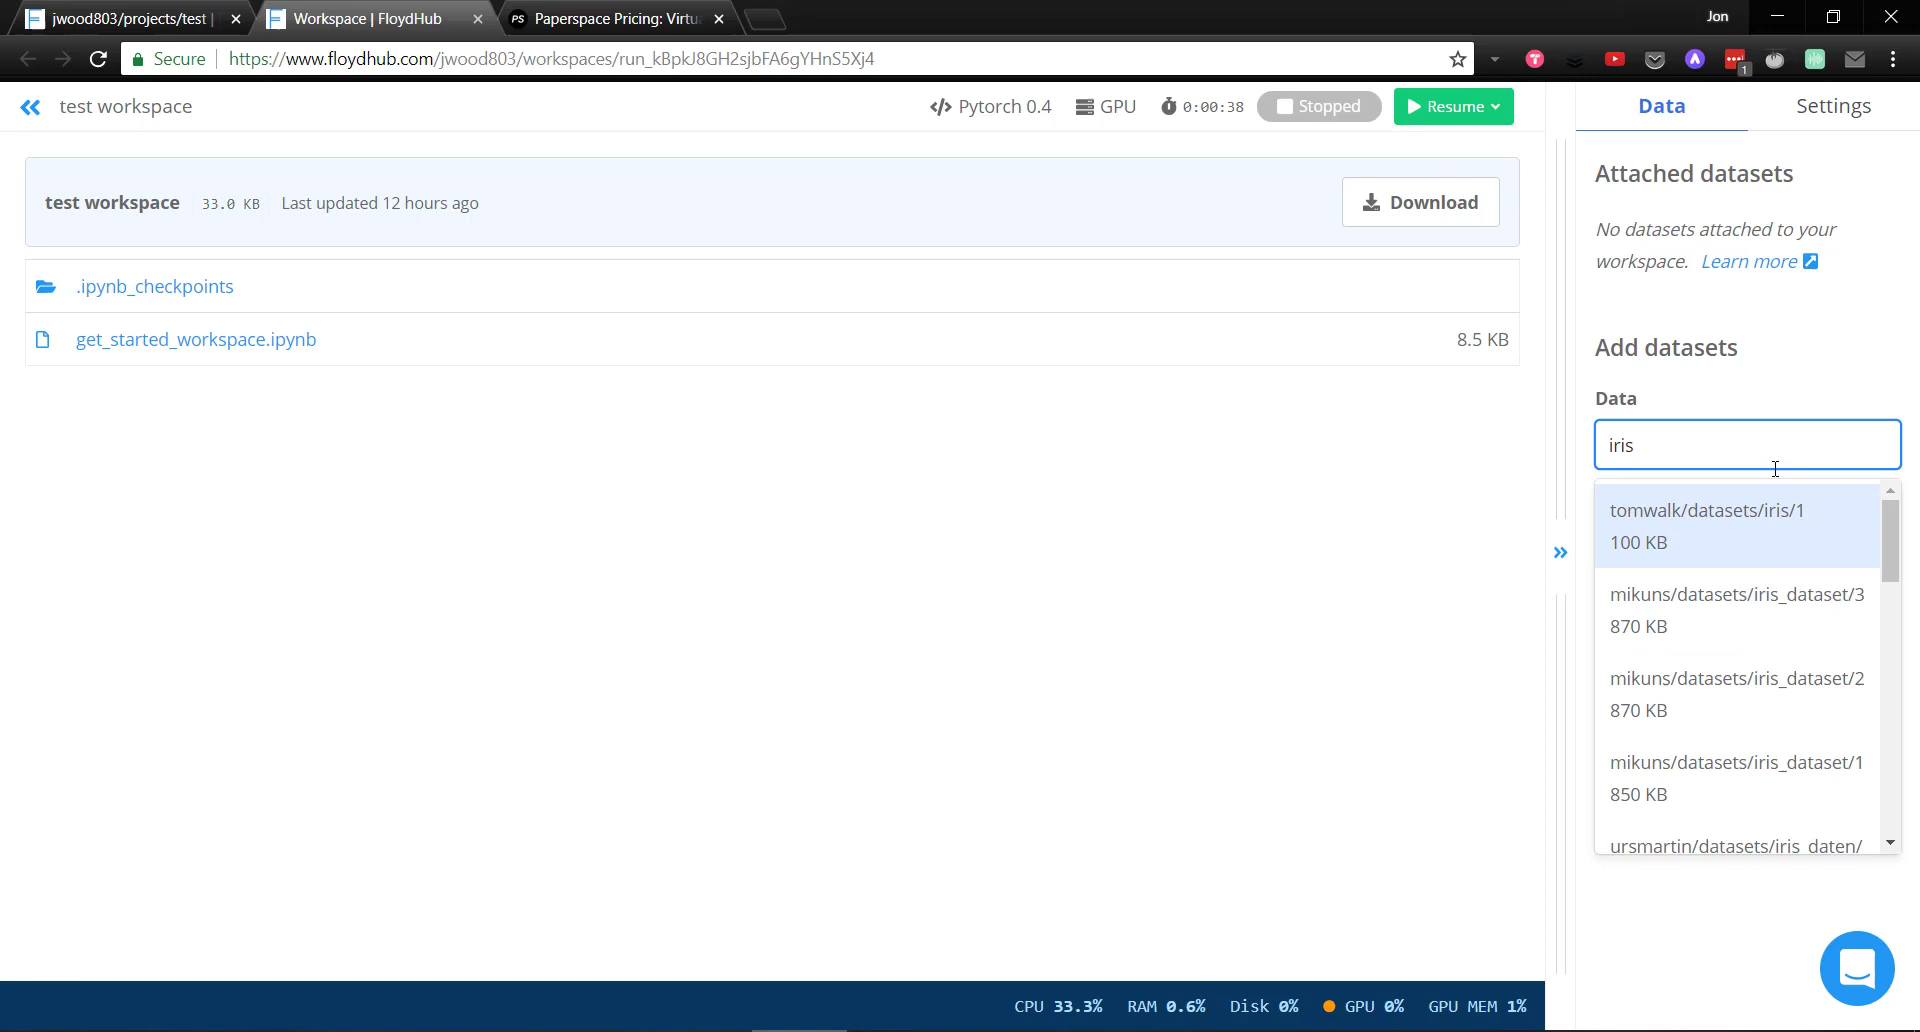 jwood803/projects/test |
Workspace | FloydHub
PS Paperspace Pricing: Virtu
Jon
Secure https://www.floydhub.com/jwood803/workspaces/run_kBpkJ8GH2sjbFA6gYHnS5Xj4
1
test workspace
</> Pytorch 0.4 GPU 0:00:38 Stopped Resume
Data Settings
test workspace 33.0 KB Last updated 12 hours ago
Download
.ipynb_checkpoints
get_started_workspace.ipynb 8.5 KB
Attached datasets
No datasets attached to your
workspace. Learn more
Add datasets
Data
iris
tomwalk/datasets/iris/1
100 KB
mikuns/datasets/iris_dataset/3
870 KB
mikuns/datasets/iris_dataset/2
870 KB
mikuns/datasets/iris_dataset/1
850 KB
ursmartin/datasets/iris_daten/
CPU 33.3% RAM 0.6% Disk 0% GPU 0% GPU MEM 1%